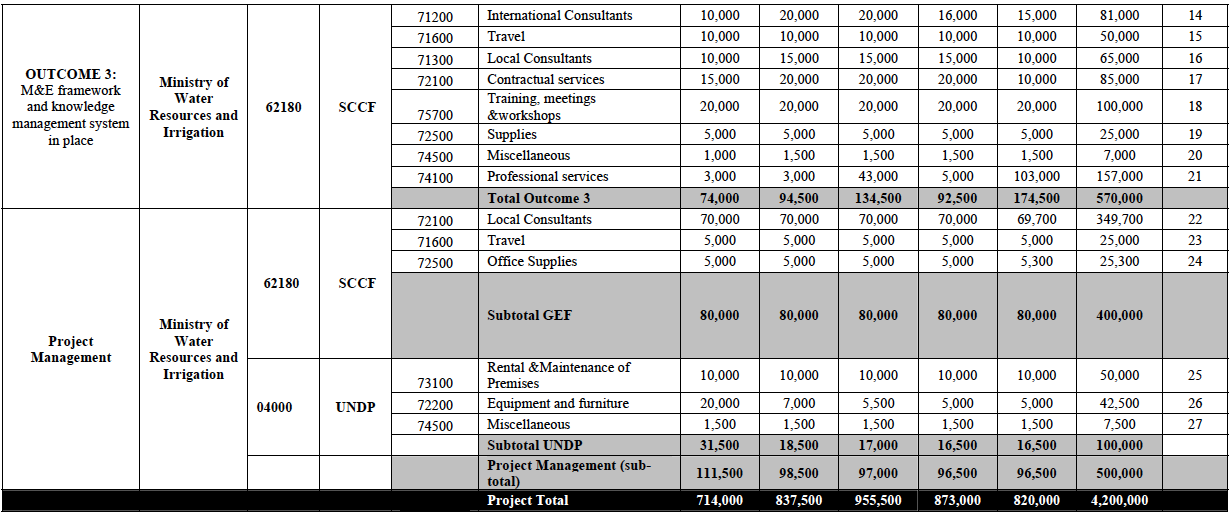 71200 International Consultants 10,000 20,000 20,000 16,000 15,000 81,000 14
71600 Travel 10,000 10,000 10,000 10,000 10,000 50,000 15
OUTCOME 3:
M&E framework
and knowledge
management system
in place
Ministry of
Water
Resources and
Irrigation
62180 SCCF
71300 Local Consultants 10,000 15,000 15,000 15,000 10,000 65,000 16
72100 Contractual services 15,000 20,000 20,000 20,000 10,000 85,000 17
75700 Training, meetings
&workshops 20,000 20,000 20,000 20,000 20,000 100,000 18
72500 Supplies 5,000 5,000 5,000 5,000 5,000 25,000 19
74500 Miscellaneous 1,000 1,500 1,500 1,500 1,500 7,000 20
74100 Professional services 3,000 3,000 43,000 5,000 103,000 157,000 21
Total Outcome 3 74,000 94,500 134,500 92,500 174,500 570,000
Project
Management
Ministry of
Water
Resources and
Irrigation
62180 SCCF
72100 Local Consultants 70,000 70,000 70,000 70,000 69,700 349,700 22
71600 Travel 5,000 5,000 5,000 5,000 5,000 25,000 23
72500 Office Supplies 5,000 5,000 5,000 5,000 5,300 25,300 24
Subtotal GEF 80,000 80,000 80,000 80,000 80,000 400,000
04000 UNDP
73100 Rental &Maintenance of
Premises 10,000 10,000 10,000 10,000 10,000 50,000 25
72200 Equipment and furniture 20,000 7,000 5,500 5,000 5,000 42,500 26
74500 Miscellaneous 1,500 1,500 1,500 1,500 1,500 7,500 27
Subtotal UNDP 31,500 18,500 17,000 16,500 16,500 100,000
Project Management (sub-
total) 111,500 98,500 97,000 96,500 96,500 500,000
Project Total 714,000 837,500 955,500 873,000 820,000 4,200,000